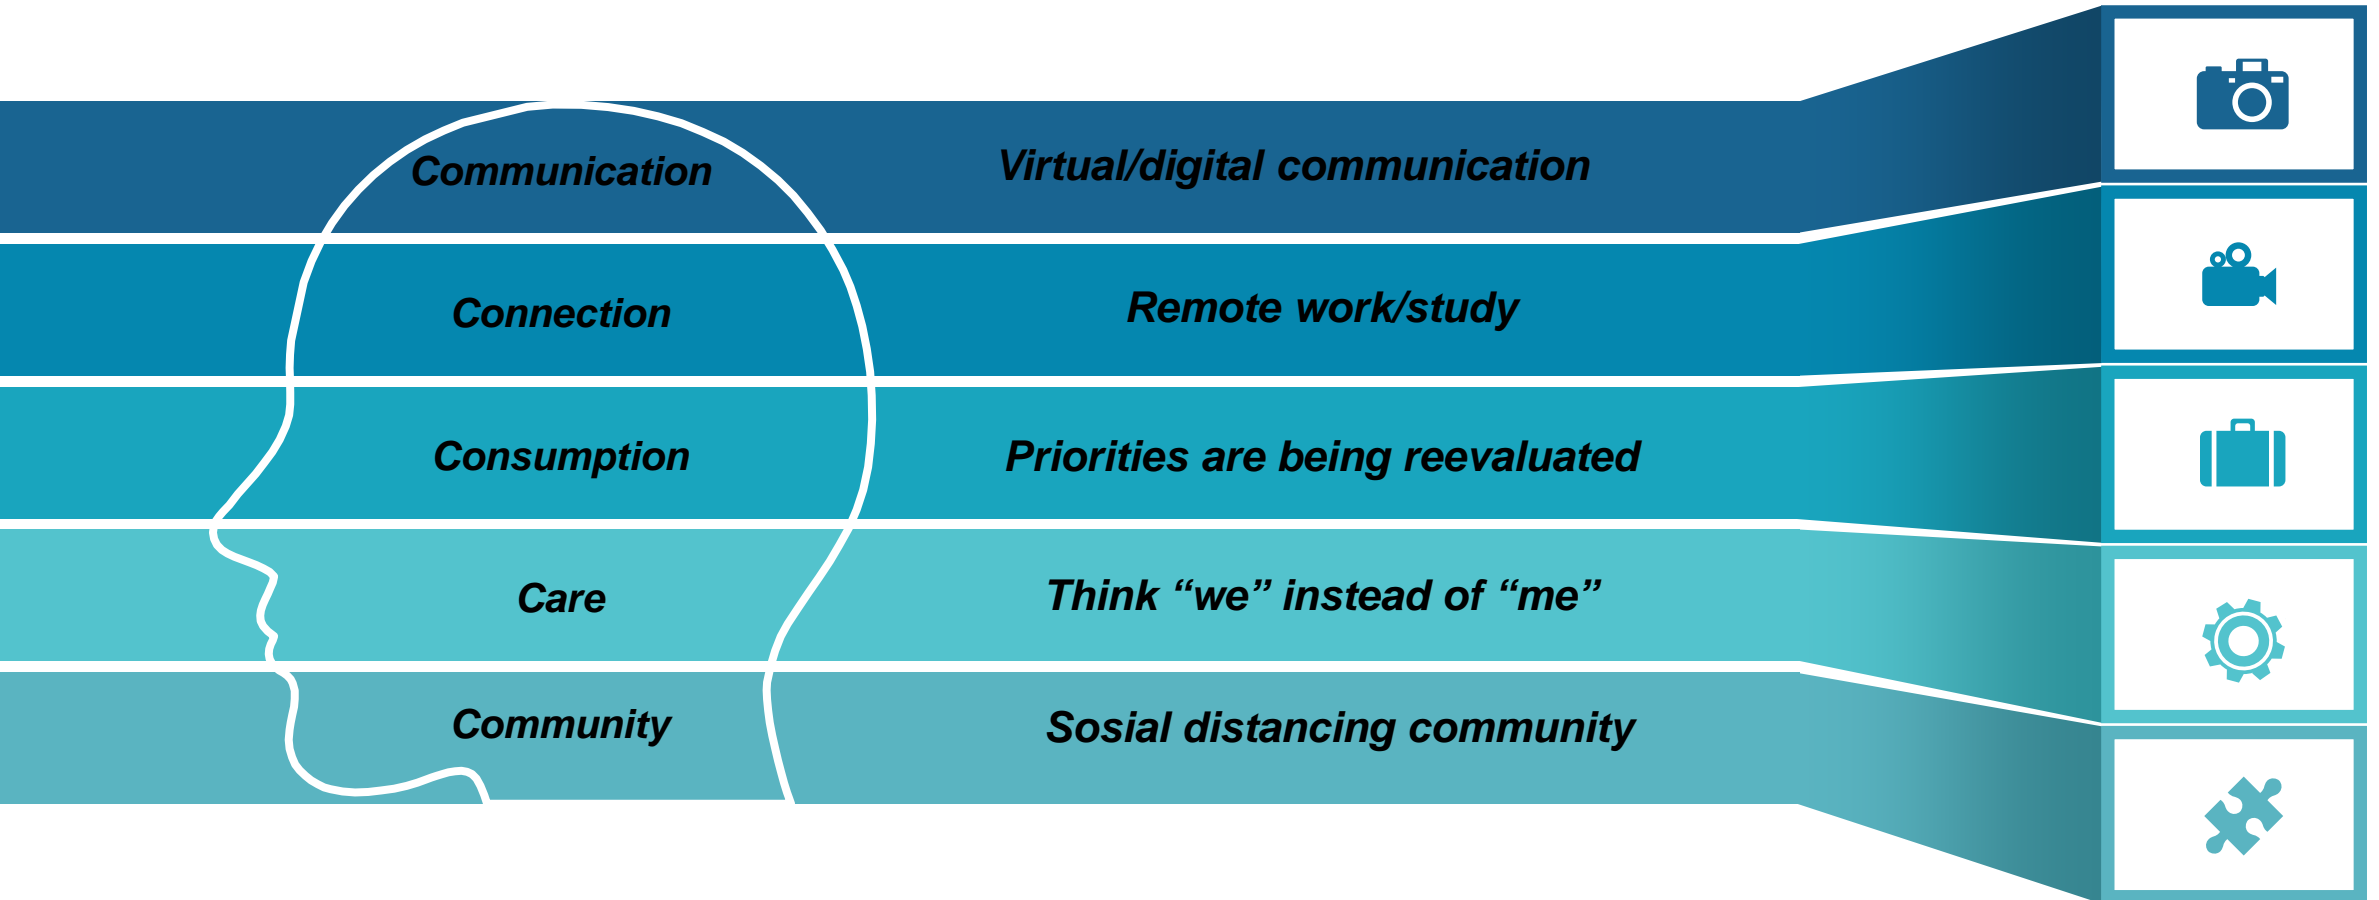 Communication
Virtual/digital communication
Connection
Remote work/study
Consumption
Priorities are being reevaluated
Care
Think “we” instead of “me”
Community
Sosial distancing community